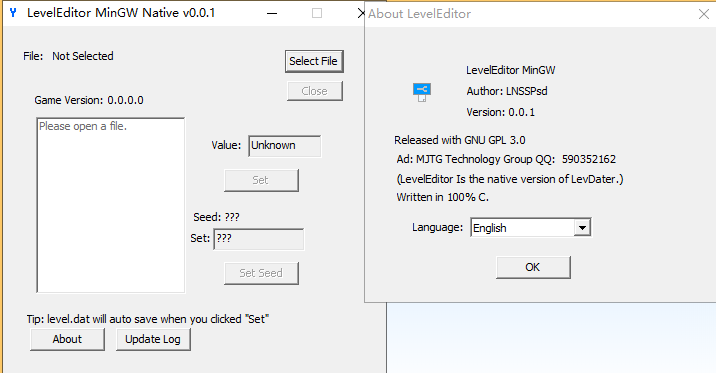 LevelEditor MinGW Native v0.0.1
File: Not Selected
Select File
Close
Game Version: 0.0.0.0
Please open a file.
Value: Unknown
Set
Seed: ???
Set: ???
Set Seed
Tip: level.dat will auto save when you clicked "Set"
About
Update Log
About LevelEditor
LevelEditor MinGW
Author: LNSSPsd
Version: 0.0.1
Released with GNU GPL 3.0
Ad: MJTG Technology Group QQ: 590352162
(LevelEditor Is the native version of LevDater.)
Written in 100% C.
Language: English
OK